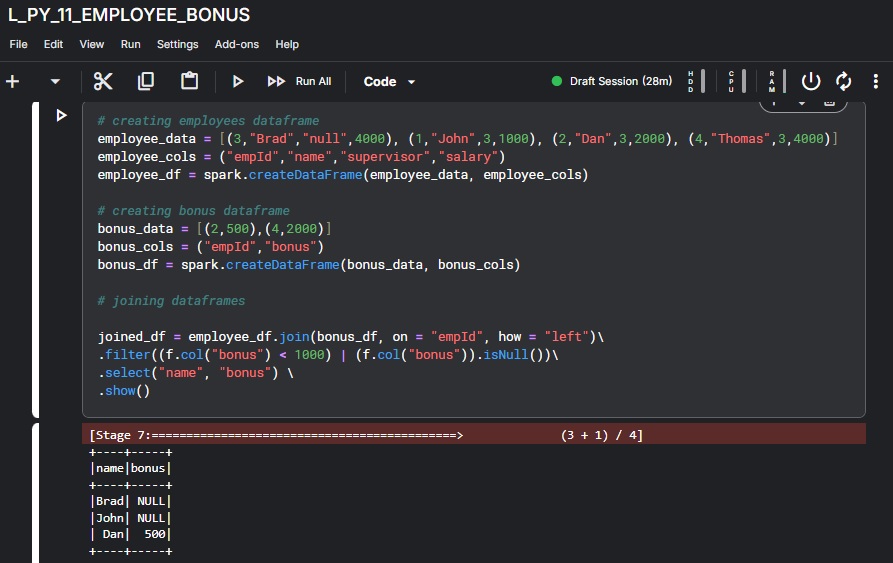 L_PY_11_EMPLOYEE_BONUS
File Edit View Run Settings Add-ons Help
Run All Code Draft Session (28m) HDD CPU RAM
# creating employees dataframe
employee_data = [(3,"Brad","null",4000), (1,"John",3,1000), (2,"Dan",3,2000), (4,"Thomas",3,4000)]
employee_cols = ("empId","name","supervisor","salary")
employee_df = spark.createDataFrame(employee_data, employee_cols)
# creating bonus dataframe
bonus_data = [(2,500),(4,2000)]
bonus_cols = ("empId","bonus")
bonus_df = spark.createDataFrame(bonus_data, bonus_cols)
# joining dataframes
joined_df = employee_df.join(bonus_df, on = "empId", how = "left")\
.filter((f.col("bonus") < 1000) | (f.col("bonus")).isNull())\
.select("name", "bonus") \
.show()
[Stage 7:============================================> (3 + 1) / 4]
+----+-----+
|name|bonus|
+----+-----+
|Brad| NULL|
|John| NULL|
| Dan|  500|
+----+-----+